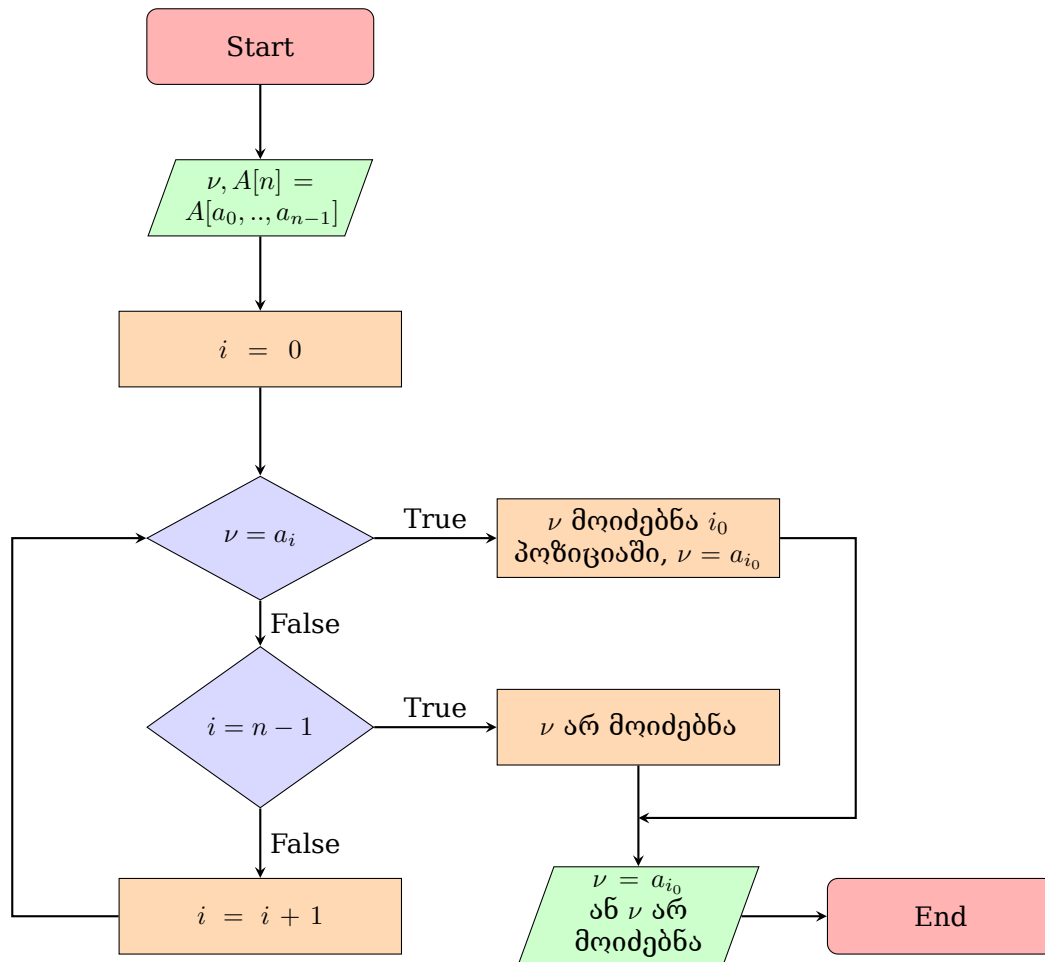 Start
ν, A[n] =
A[a₀, .., aₙ₋₁]
i = 0
ν = aᵢ
True
ν მოიძებნა i₀
პოზიციაში, ν = aᵢ₀
False
i = n − 1
True
ν არ მოიძებნა
False
i = i + 1
ν = aᵢ₀
ან ν არ
მოიძებნა
End